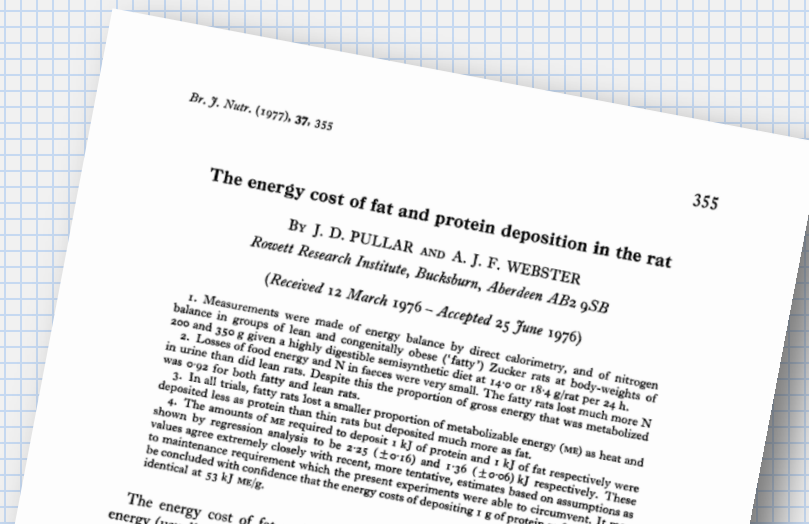 Br. J. Nutr. (1977), 37, 355
355
The energy cost of fat and protein deposition in the rat
By J. D. PULLAR AND A. J. F. WEBSTER
Rowett Research Institute, Bucksburn, Aberdeen AB2 9SB
(Received 12 March 1976 – Accepted 25 June 1976)
1. Measurements were made of energy balance by direct calorimetry, and of nitrogen
balance in groups of lean and congenitally obese ('fatty') Zucker rats at body-weights of
200 and 350 g given a highly digestible semisynthetic diet at 14·0 or 18·4 g/rat per 24 h.
2. Losses of food energy and N in faeces were very small. The fatty rats lost much more N
in urine than did lean rats. Despite this the proportion of gross energy that was metabolized
was 0·92 for both fatty and lean rats.
3. In all trials, fatty rats lost a smaller proportion of metabolizable energy (ME) as heat and
deposited less as protein than thin rats but deposited much more as fat.
4. The amounts of ME required to deposit 1 kJ of protein and 1 kJ of fat respectively were
shown by regression analysis to be 2·25 (±0·16) and 1·36 (±0·06) kJ respectively. These
values agree extremely closely with recent, more tentative, estimates based on assumptions as
to maintenance requirement which the present experiments were able to circumvent. It
be concluded with confidence that the energy costs of depositing 1 g of
identical at 53 kJ ME/g.
The energy cost of
energy